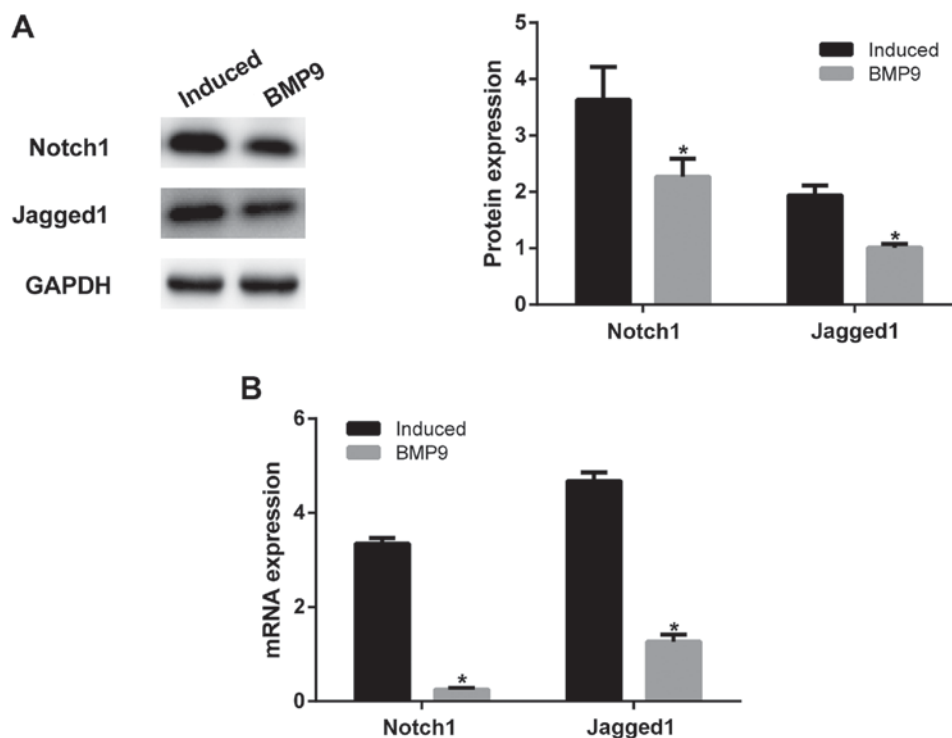 A
Induced
BMP9
Notch1
Jagged1
GAPDH
Protein expression
5
4
3
2
1
0
Induced
BMP9
*
*
Notch1
Jagged1
B
mRNA expression
6
4
2
0
Induced
BMP9
*
*
Notch1
Jagged1